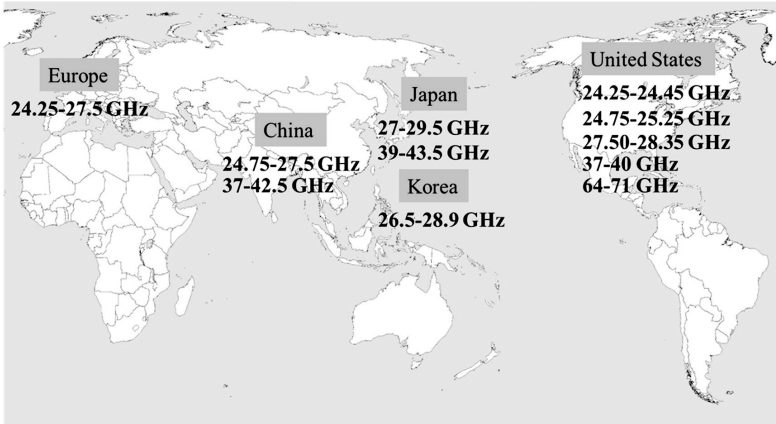 Europe
24.25-27.5 GHz
China
24.75-27.5 GHz
37-42.5 GHz
Japan
27-29.5 GHz
39-43.5 GHz
Korea
26.5-28.9 GHz
United States
24.25-24.45 GHz
24.75-25.25 GHz
27.50-28.35 GHz
37-40 GHz
64-71 GHz